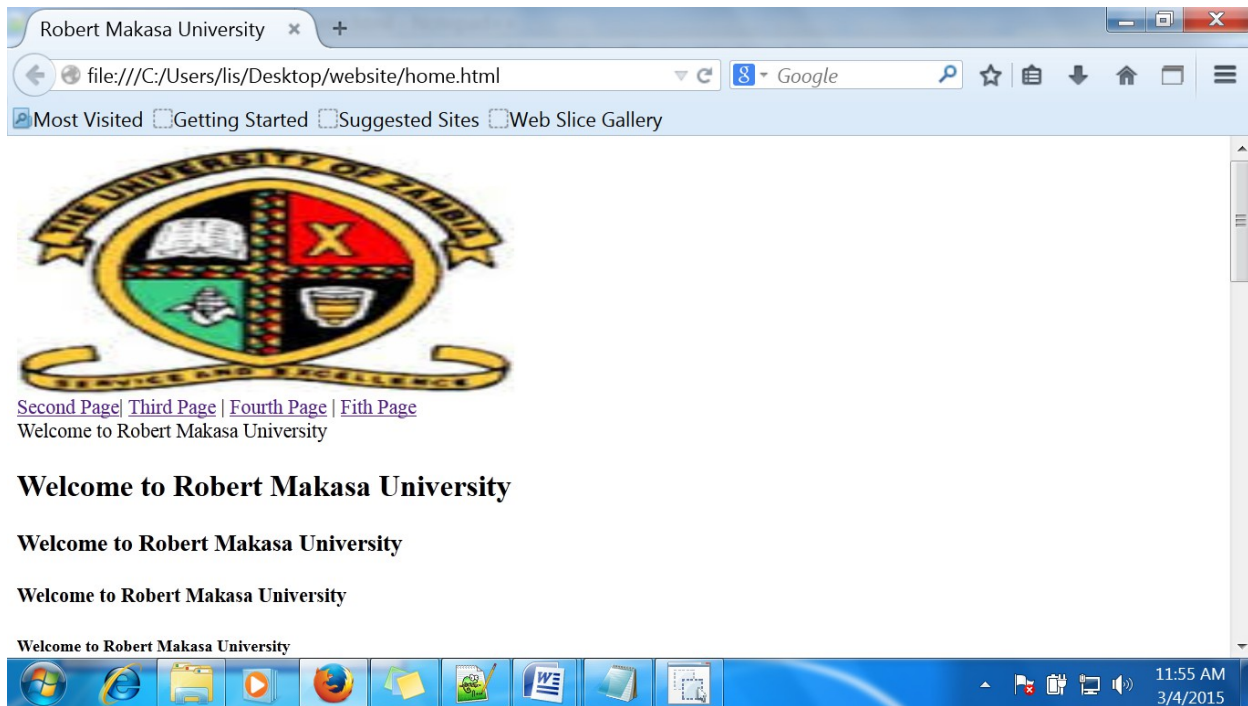 Robert Makasa University × +
file:///C:/Users/lis/Desktop/website/home.html 8 Google
Most Visited Getting Started Suggested Sites Web Slice Gallery
THE UNIVERSITY OF ZAMBIA
SERVICE AND EXCELLENCE
Second Page| Third Page | Fourth Page | Fith Page
Welcome to Robert Makasa University
Welcome to Robert Makasa University
Welcome to Robert Makasa University
Welcome to Robert Makasa University
Welcome to Robert Makasa University
11:55 AM
3/4/2015